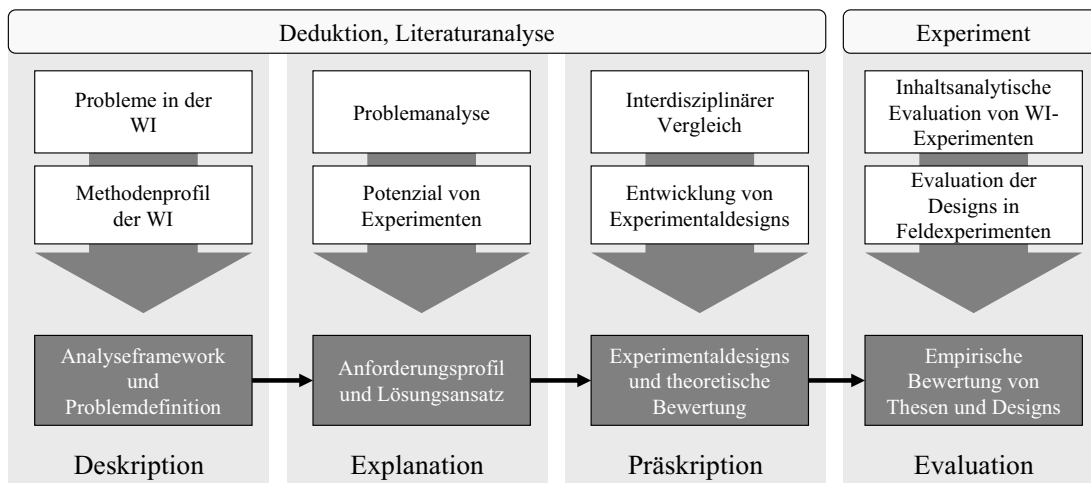 Deduktion, Literaturanalyse
Experiment
Probleme in der
WI
Methodenprofil
der WI
Analyseframework
und
Problemdefinition
Deskription
Problemanalyse
Potenzial von
Experimenten
Anforderungsprofil
und Lösungsansatz
Explanation
Interdisziplinärer
Vergleich
Entwicklung von
Experimentaldesigns
Experimentaldesigns
und theoretische
Bewertung
Präskription
Inhaltsanalytische
Evaluation von WI-
Experimenten
Evaluation der
Designs in
Feldexperimenten
Empirische
Bewertung von
Thesen und Designs
Evaluation